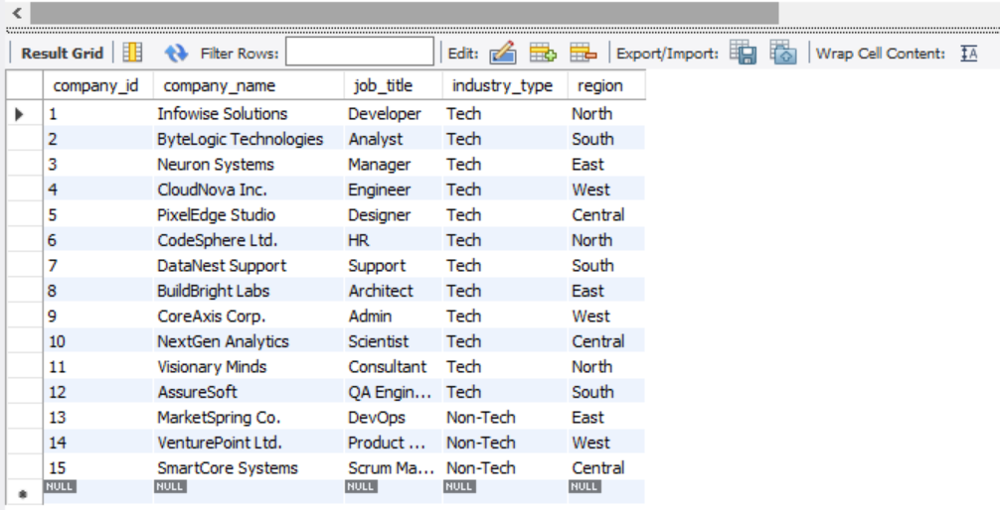 Result Grid Filter Rows: Edit: Export/Import: Wrap Cell Content: IA
company_id company_name job_title industry_type region
1 Infowise Solutions Developer Tech North
2 ByteLogic Technologies Analyst Tech South
3 Neuron Systems Manager Tech East
4 CloudNova Inc. Engineer Tech West
5 PixelEdge Studio Designer Tech Central
6 CodeSphere Ltd. HR Tech North
7 DataNest Support Support Tech South
8 BuildBright Labs Architect Tech East
9 CoreAxis Corp. Admin Tech West
10 NextGen Analytics Scientist Tech Central
11 Visionary Minds Consultant Tech North
12 AssureSoft QA Engin... Tech South
13 MarketSpring Co. DevOps Non-Tech East
14 VenturePoint Ltd. Product ... Non-Tech West
15 SmartCore Systems Scrum Ma... Non-Tech Central
NULL NULL NULL NULL NULL